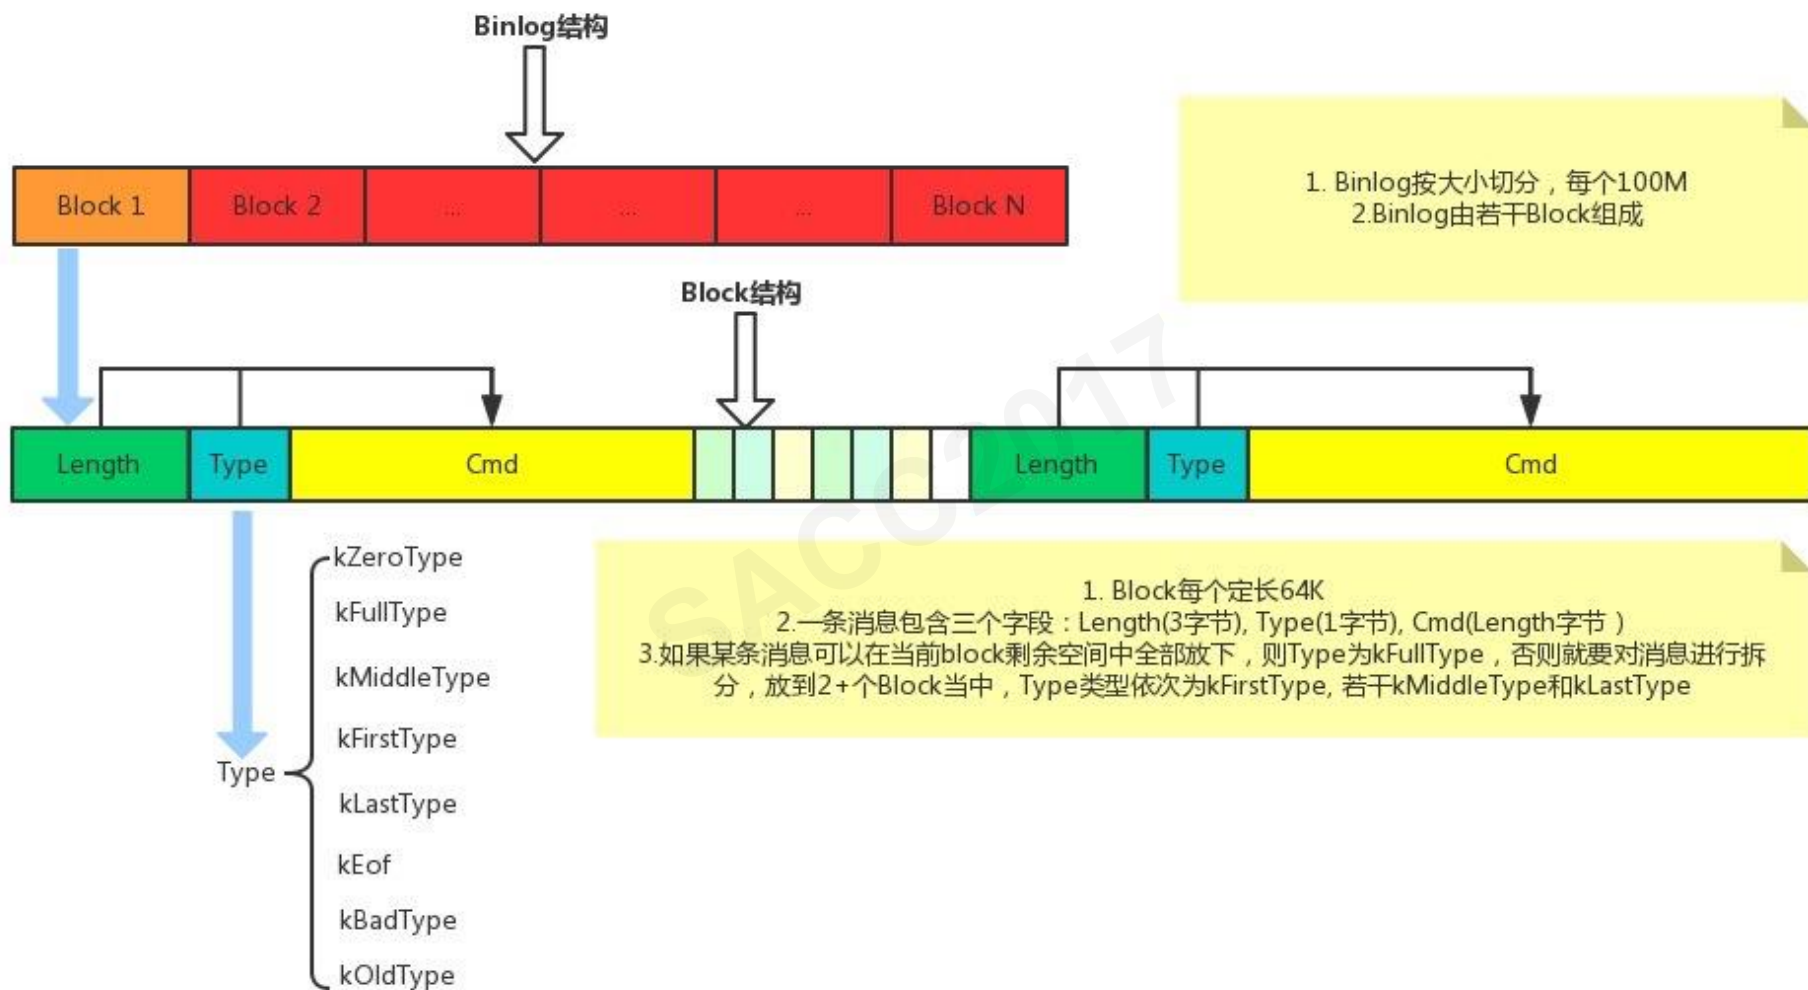 Binlog结构
Block 1
Block 2
...
...
...
Block N
1. Binlog按大小切分，每个100M
2.Binlog由若干Block组成
Block结构
Length
Type
Cmd
Length
Type
Cmd
kZeroType
kFullType
kMiddleType
kFirstType
Type
kLastType
kEof
kBadType
kOldType
1. Block每个定长64K
2.一条消息包含三个字段：Length(3字节), Type(1字节), Cmd(Length字节）
3.如果某条消息可以在当前block剩余空间中全部放下，则Type为kFullType，否则就要对消息进行拆
分，放到2+个Block当中，Type类型依次为kFirstType, 若干kMiddleType和kLastType
SACC2017